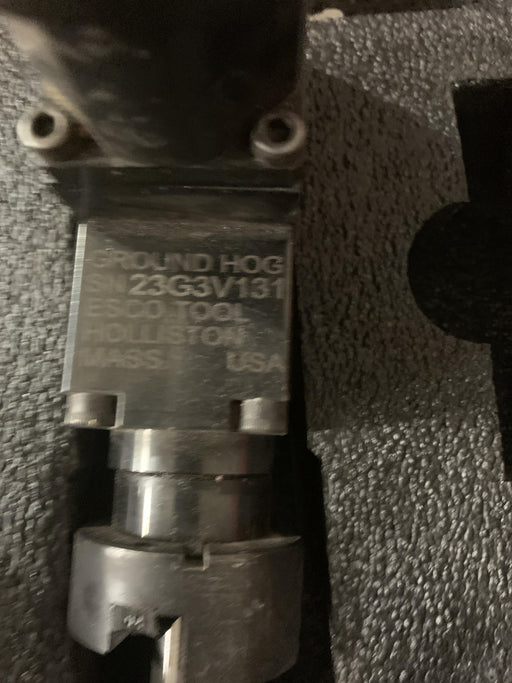 GROUND HOG
SN 23G3V131
ESCO TOOL
HOLLISTON
MASS. USA